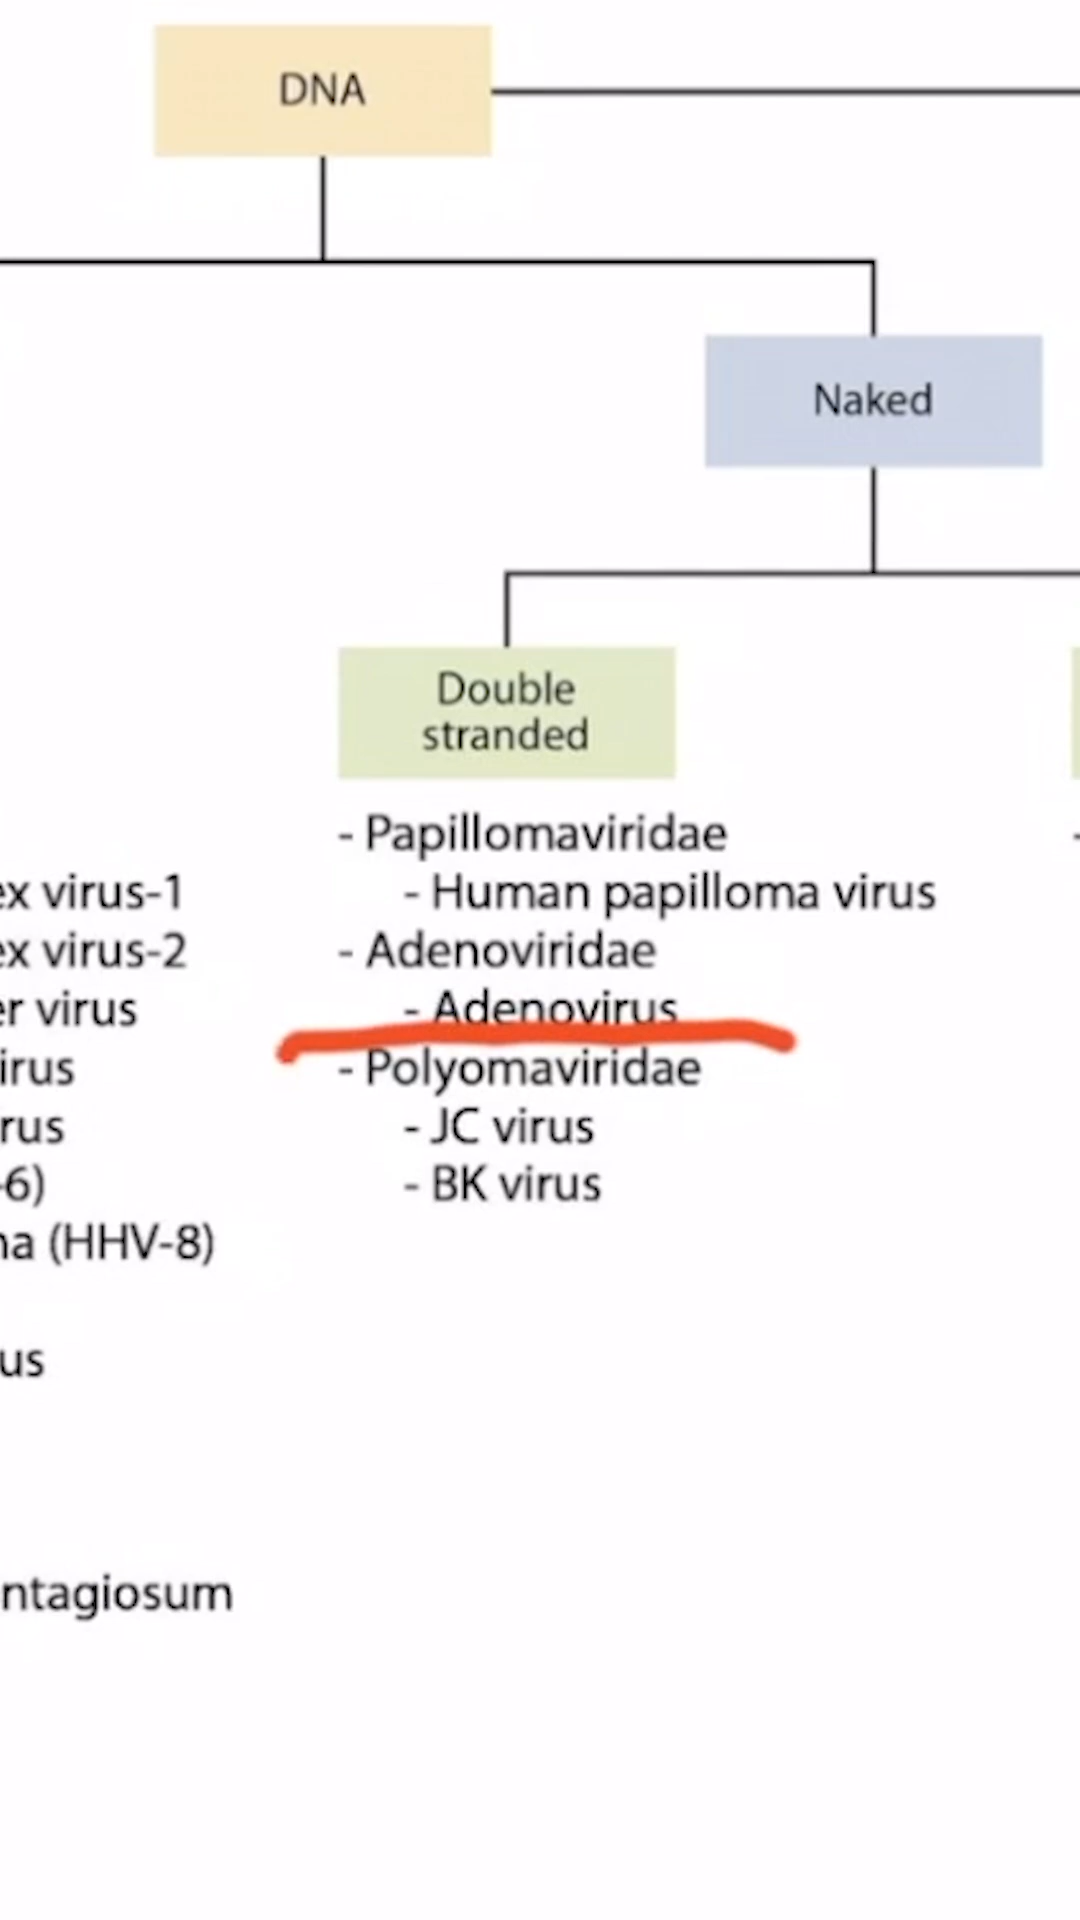 DNA
Naked
Double
stranded
- Papillomaviridae
- Human papilloma virus
- Adenoviridae
- Adenovirus
- Polyomaviridae
- JC virus
- BK virus
ex virus-1
ex virus-2
er virus
irus
rus
-6)
na (HHV-8)
us
ntagiosum